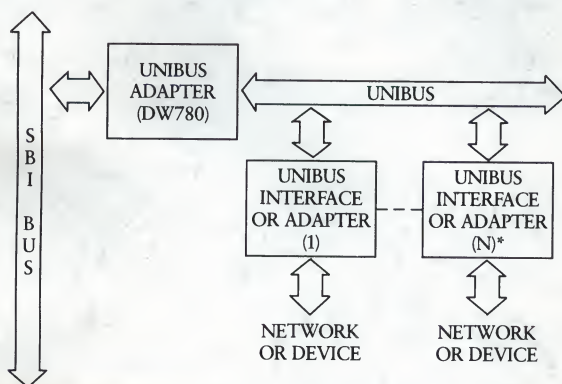 UNIBUS
ADAPTER
(DW780)
UNIBUS
SBI BUS
UNIBUS
INTERFACE
OR ADAPTER
(1)
UNIBUS
INTERFACE
OR ADAPTER
(N)*
NETWORK
OR DEVICE
NETWORK
OR DEVICE